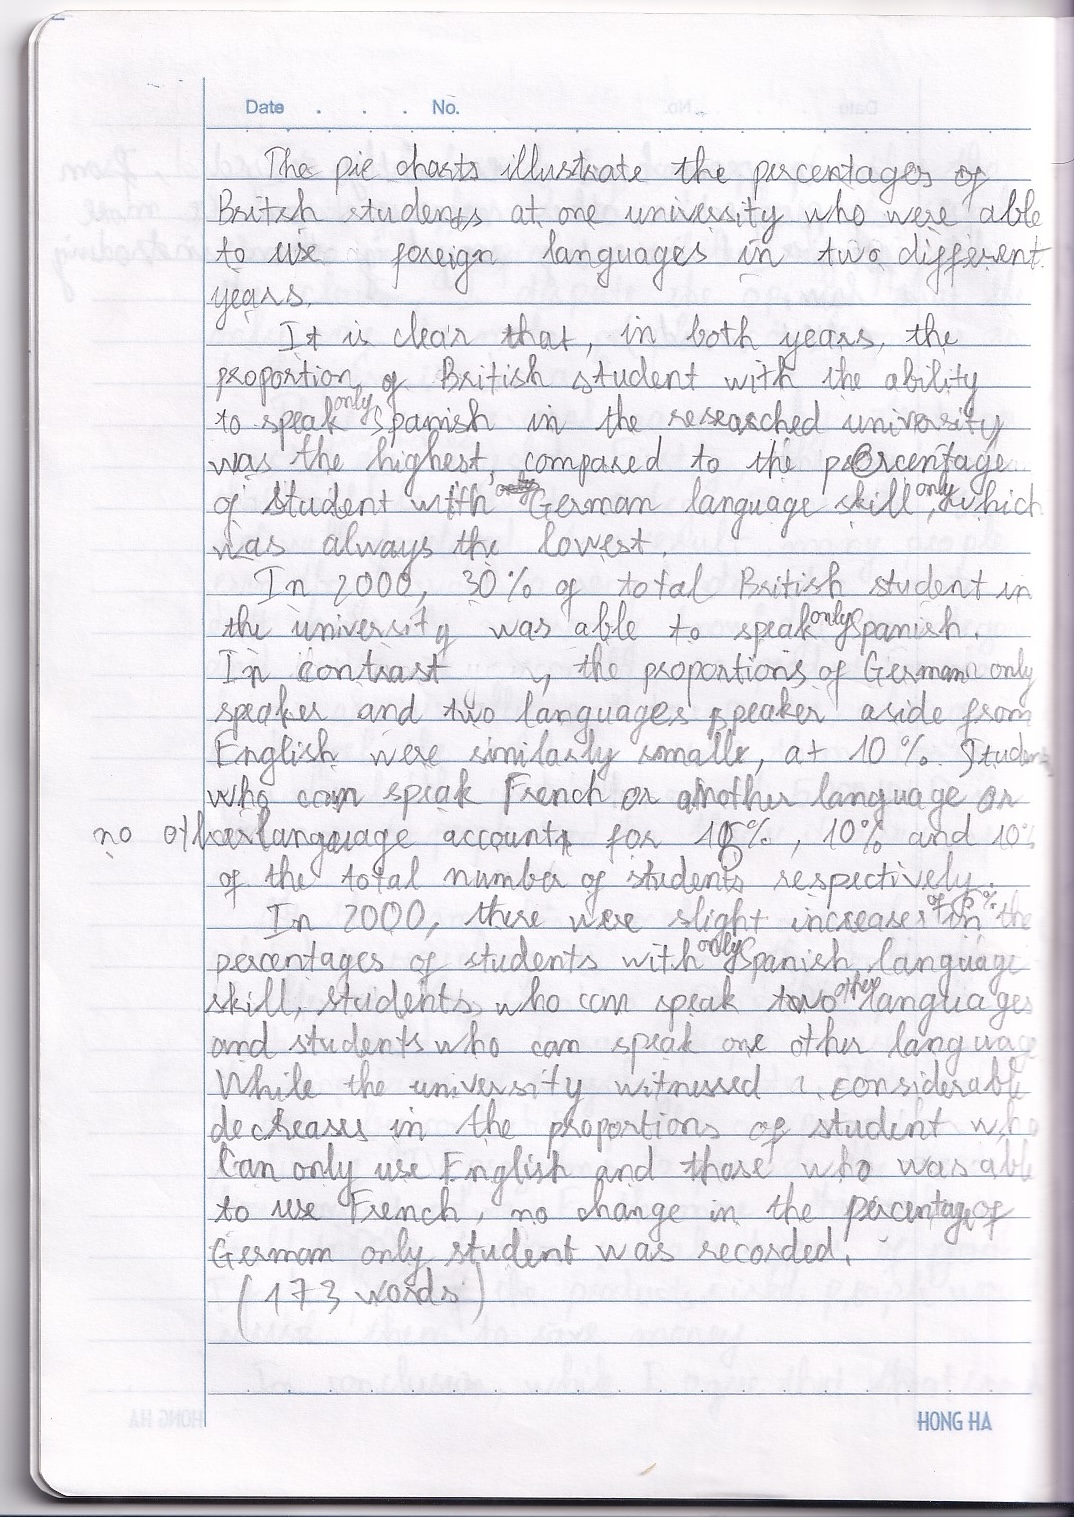 Date . . . No.
The pie charts illustrate the percentages of
British students at one university who were able
to use foreign languages in two different
years.
It is clear that, in both years, the
proportion of British student with the ability
to speak only Spanish in the researched university
was the highest, compared to the percentage
of student with German language skill only, which
was always the lowest.
In 2000, 30% of total British student in
the university was able to speak only Spanish.
In contrast, the proportions of German only
speaker and two languages speaker aside from
English were similarly smaller, at 10%. Student
who can speak French or another language or
no other language account for 15%, 10% and 10%
of the total number of students respectively.
In 2000, there were slight increases of 5% in the
percentages of students with only Spanish language
skill, students who can speak two other languages
and students who can speak one other language
While the university witnessed a considerable
decreases in the proportions of student who
can only use English and those who was able
to use French, no change in the percentage of
German only student was recorded.
(173 words)
HONG HA